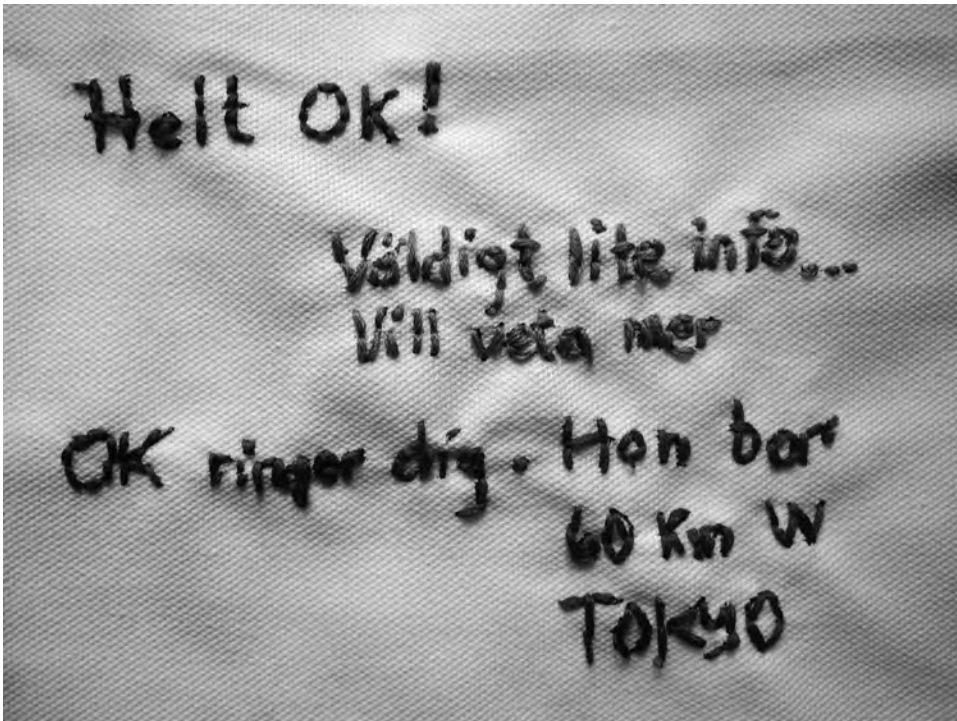 Helt OK!
Väldigt lite info...
Vill veta mer
OK ringer dig. Hon bor
60 Km W
TOKYO